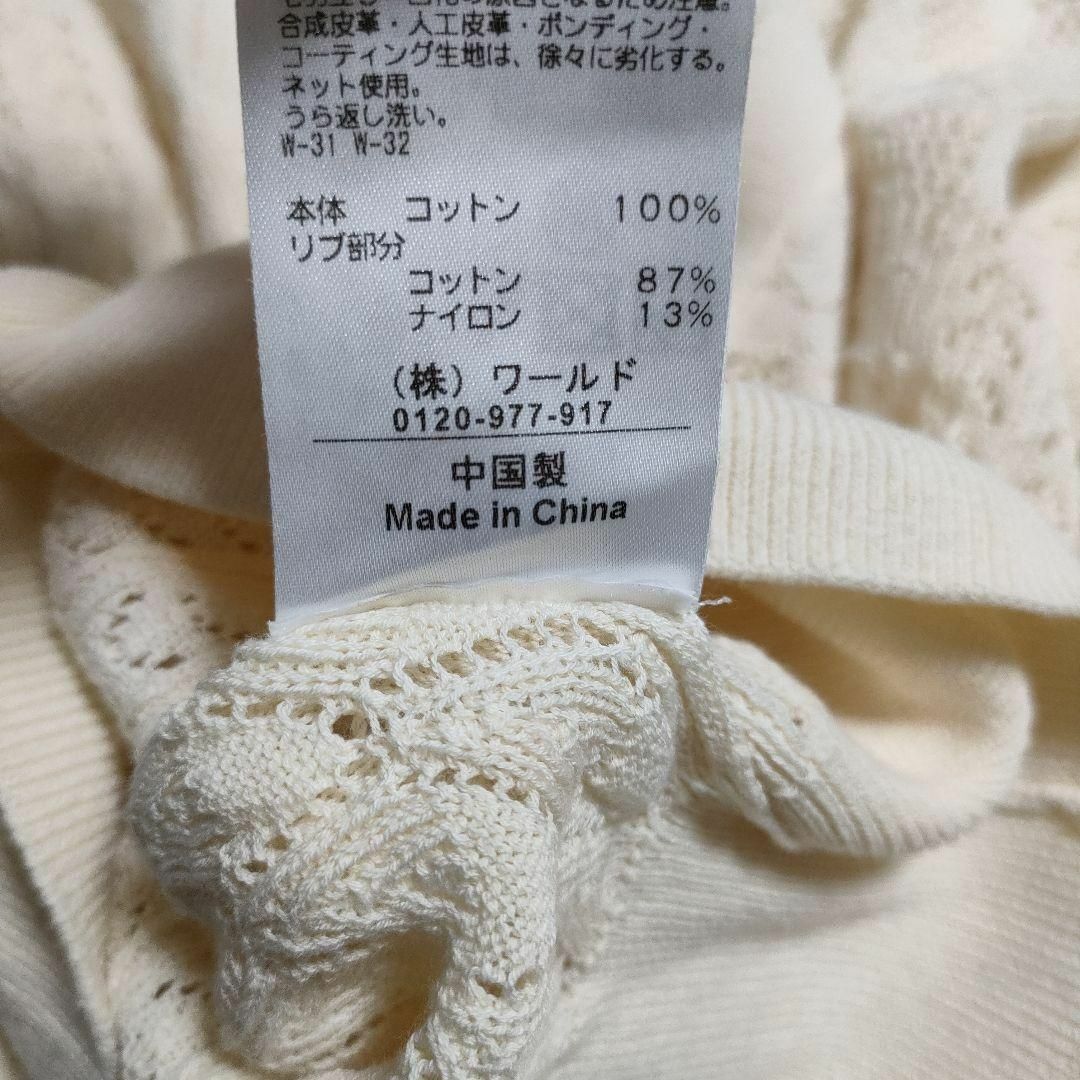 合成皮革・人工皮革・ボンディング・
コーティング生地は、徐々に劣化する。
ネット使用。
うら返し洗い。
W-31 W-32
本体 コットン 100%
リブ部分
コットン 87%
ナイロン 13%
(株) ワールド
0120-977-917
中国製
Made in China